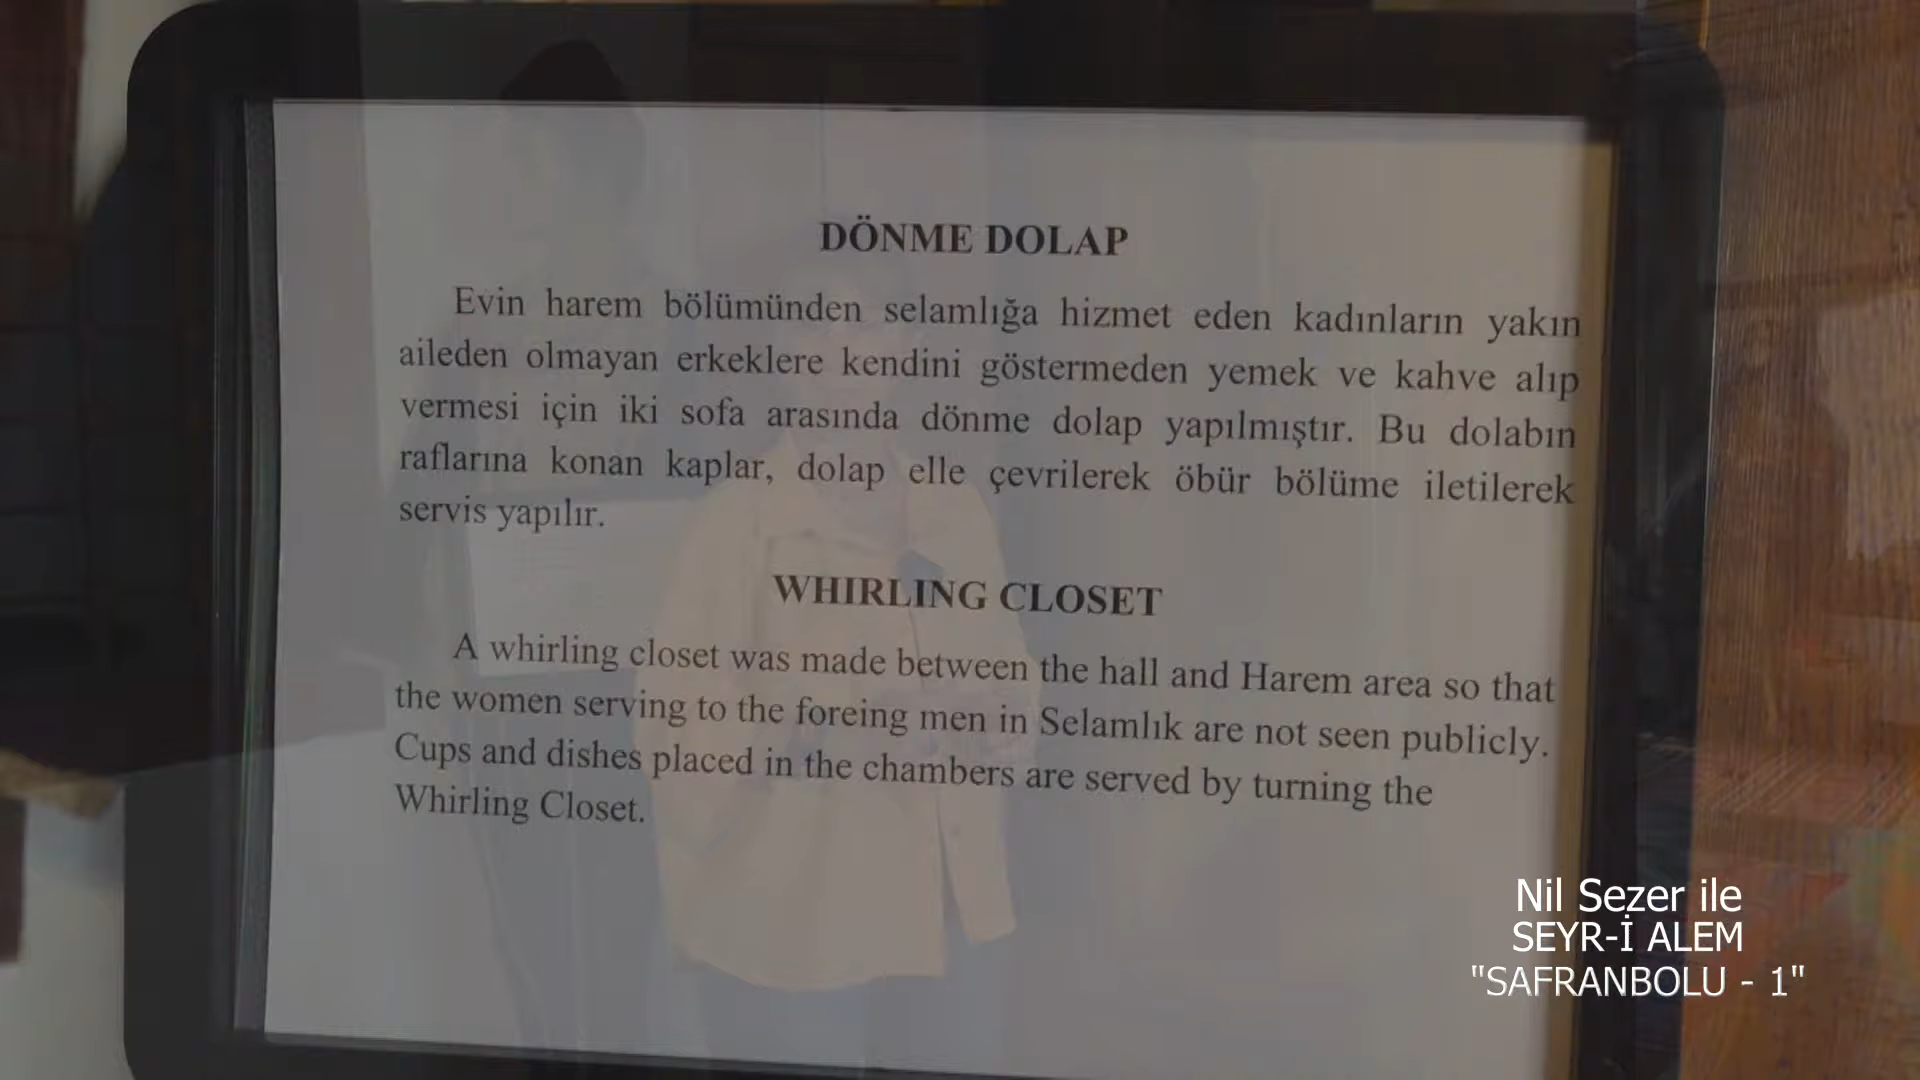 DÖNME DOLAP
Evin harem bölümünden selamlığa hizmet eden kadınların yakın
aileden olmayan erkeklere kendini göstermeden yemek ve kahve alıp
vermesi için iki sofa arasında dönme dolap yapılmıştır. Bu dolabın
raflarına konan kaplar, dolap elle çevrilerek öbür bölüme iletilerek
servis yapılır.
WHIRLING CLOSET
A whirling closet was made between the hall and Harem area so that
the women serving to the foreing men in Selamlık are not seen publicly.
Cups and dishes placed in the chambers are served by turning the
Whirling Closet.
Nil Sezer ile
SEYR-İ ALEM
"SAFRANBOLU - 1"